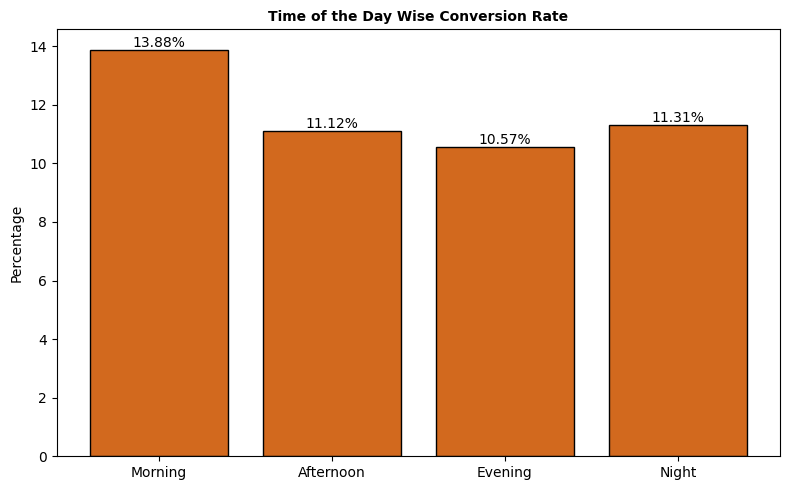 Time of the Day Wise Conversion Rate
Percentage
14
12
10
8
6
4
2
0
13.88%
11.12%
10.57%
11.31%
Morning
Afternoon
Evening
Night